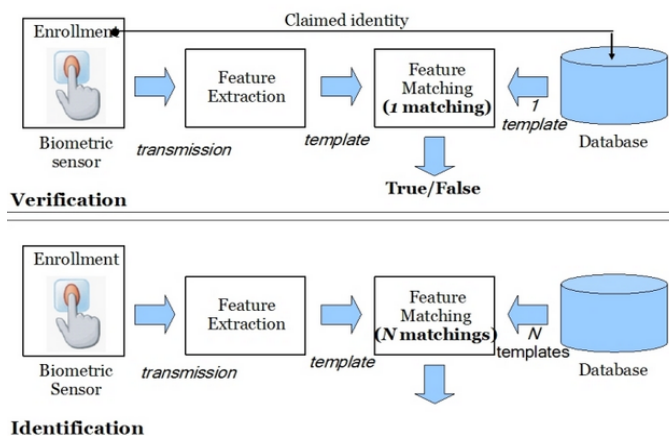 Claimed identity
Enrollment
Biometric
sensor
transmission
Feature
Extraction
template
Feature
Matching
(1 matching)
1
template
Database
True/False
Verification
Enrollment
Biometric
Sensor
transmission
Feature
Extraction
template
Feature
Matching
(N matchings)
N
templates
Database
Identification